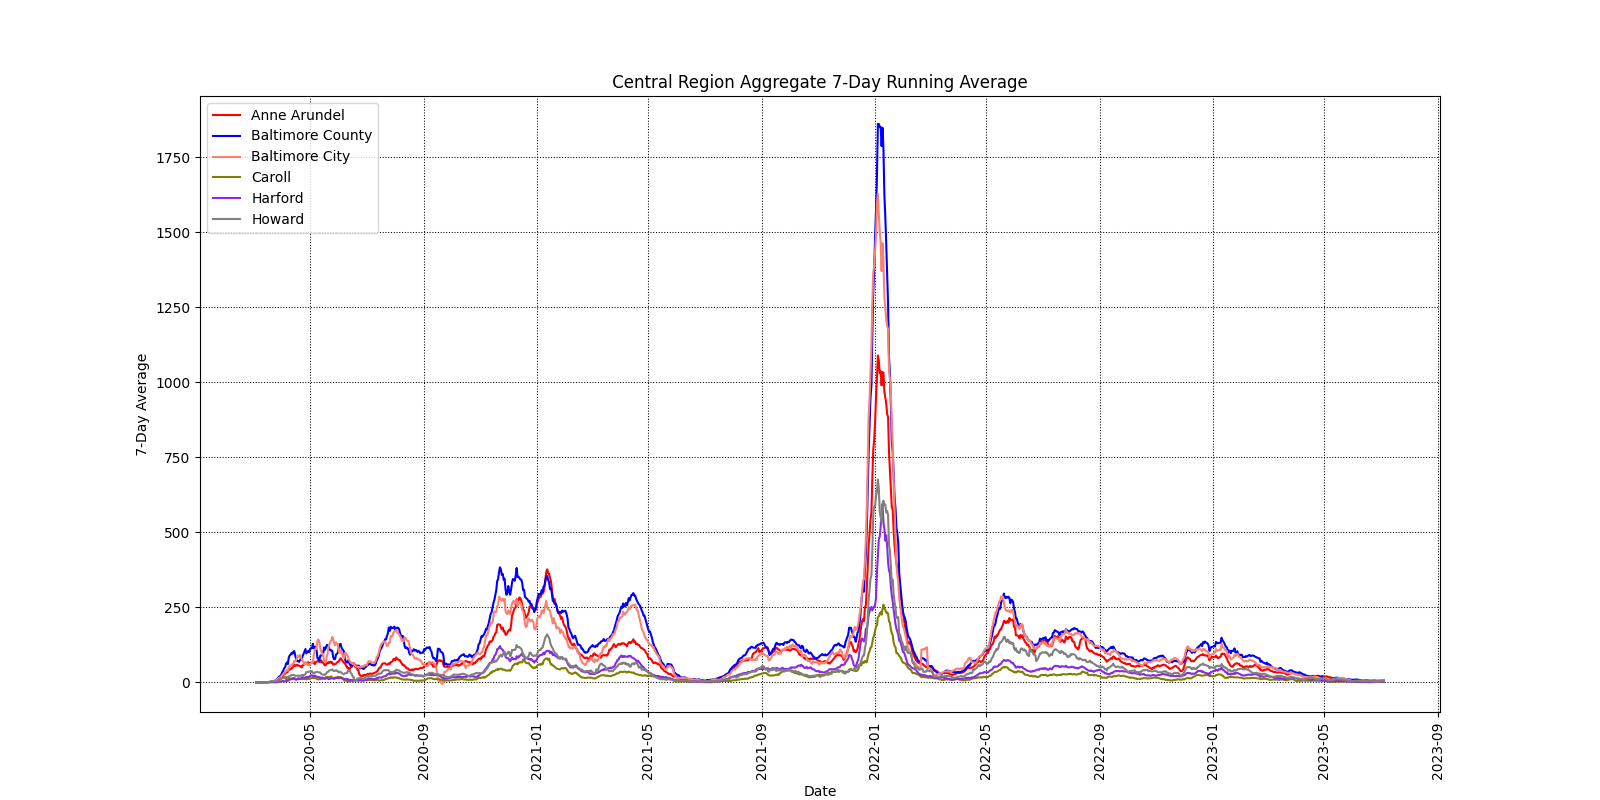 Central Region Aggregate 7-Day Running Average
Anne Arundel
Baltimore County
Baltimore City
Caroll
Harford
Howard
1750
1500
1250
1000
750
500
250
0
7-Day Average
2020-05
2020-09
2021-01
2021-05
2021-09
2022-01
2022-05
2022-09
2023-01
2023-05
2023-09
Date